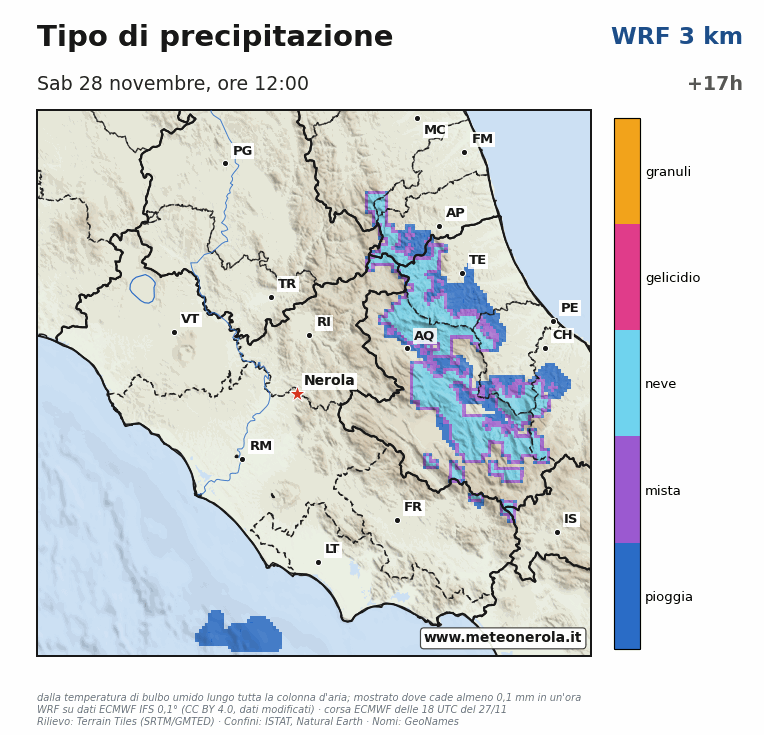 Tipo di precipitazione
WRF 3 km
Sab 28 novembre, ore 12:00
+17h
MC
FM
PG
AP
TE
TR
PE
VT
RI
CH
AQ
Nerola
RM
FR
IS
LT
www.meteonerola.it
granuli
gelicidio
neve
mista
pioggia
dalla temperatura di bulbo umido lungo tutta la colonna d'aria; mostrato dove cade almeno 0,1 mm in un'ora
WRF su dati ECMWF IFS 0,1° (CC BY 4.0, dati modificati) · corsa ECMWF delle 18 UTC del 27/11
Rilievo: Terrain Tiles (SRTM/GMTED) · Confini: ISTAT, Natural Earth · Nomi: GeoNames